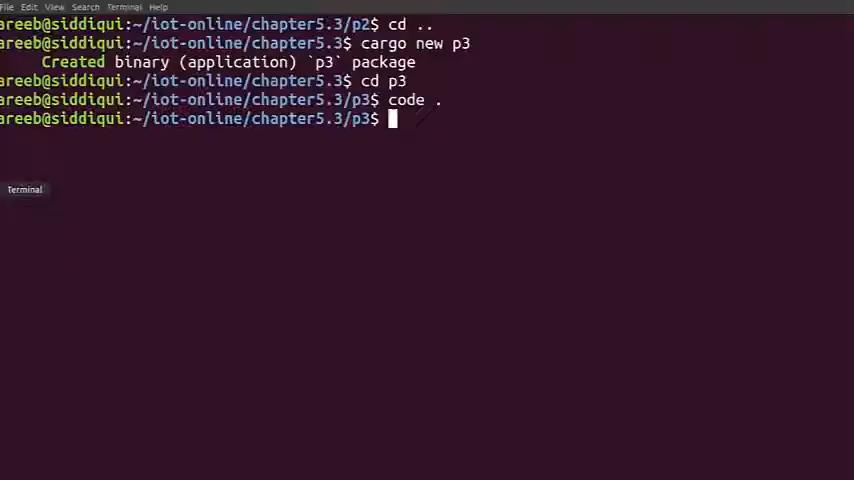 File Edit View Search Terminal Help
areeb@siddiqui:~/iot-online/chapter5.3/p2$ cd ..
areeb@siddiqui:~/iot-online/chapter5.3$ cargo new p3
Created binary (application) `p3` package
areeb@siddiqui:~/iot-online/chapter5.3$ cd p3
areeb@siddiqui:~/iot-online/chapter5.3/p3$ code .
areeb@siddiqui:~/iot-online/chapter5.3/p3$
Terminal